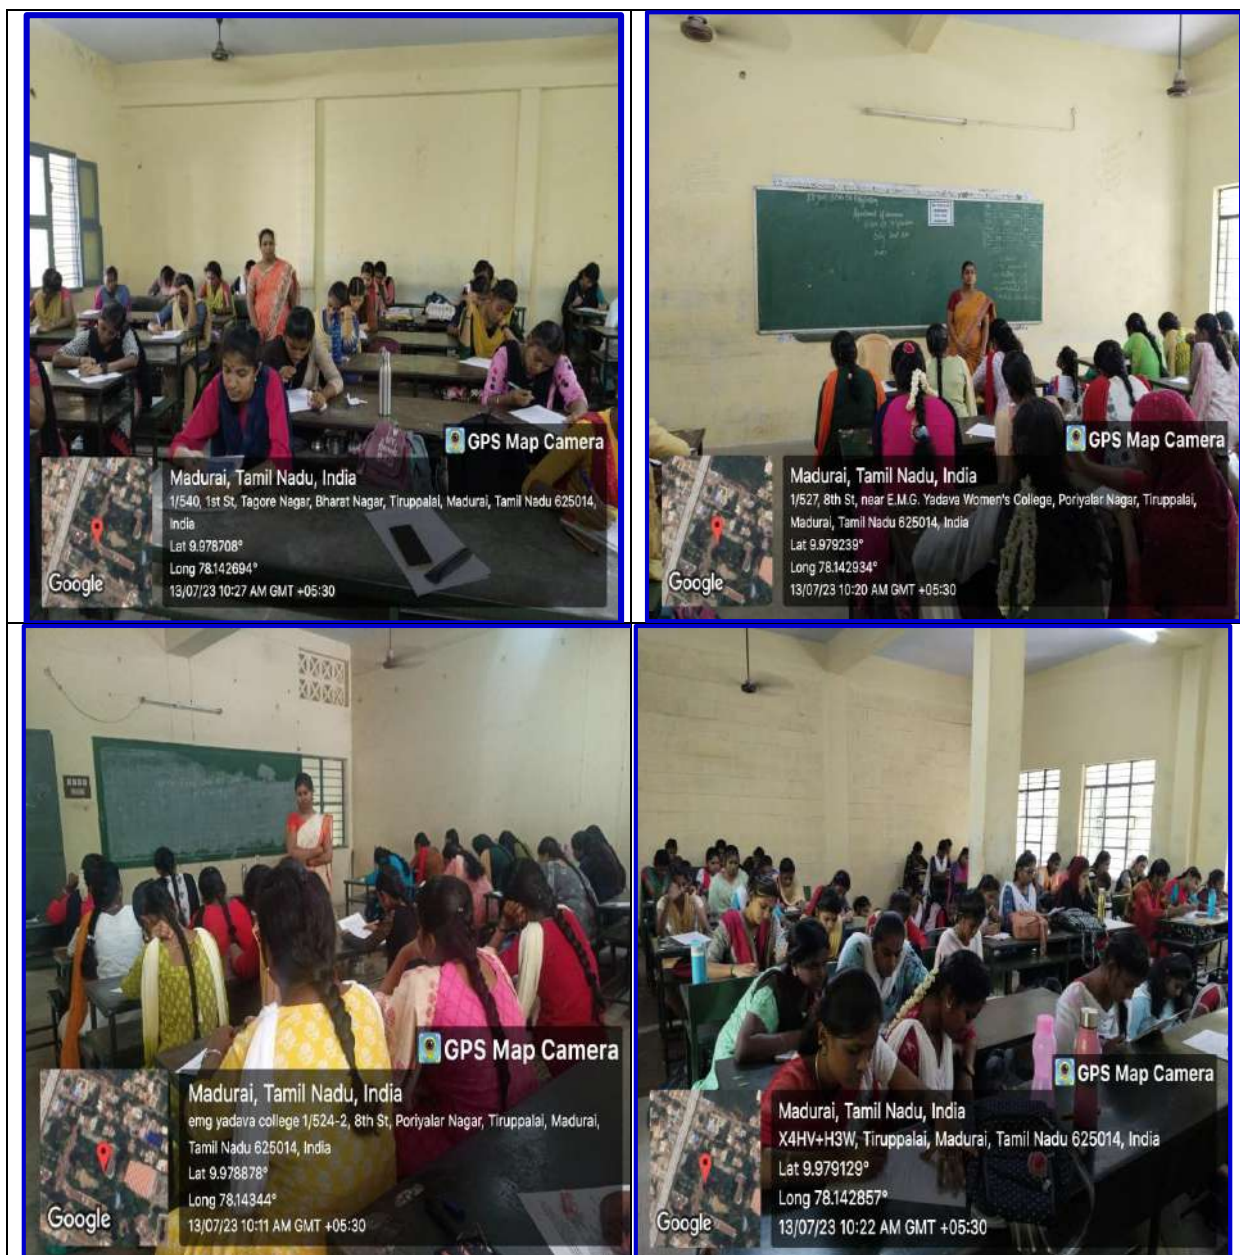 GPS Map Camera
Madurai, Tamil Nadu, India
1/540, 1st St, Tagore Nagar, Bharat Nagar, Tiruppalai, Madurai, Tamil Nadu 625014,
India
Lat 9.978708°
Long 78.142694°
13/07/23 10:27 AM GMT +05:30
Google
GPS Map Camera
Madurai, Tamil Nadu, India
1/527, 8th St, near E.M.G. Yadava Women's College, Poriyalar Nagar, Tiruppalai,
Madurai, Tamil Nadu 625014, India
Lat 9.979239°
Long 78.142934°
13/07/23 10:20 AM GMT +05:30
Google
GPS Map Camera
Madurai, Tamil Nadu, India
emg yadava college 1/524-2, 8th St, Poriyalar Nagar, Tiruppalai, Madurai,
Tamil Nadu 625014, India
Lat 9.978878°
Long 78.14344°
13/07/23 10:11 AM GMT +05:30
Google
GPS Map Camera
Madurai, Tamil Nadu, India
X4HV+H3W, Tiruppalai, Madurai, Tamil Nadu 625014, India
Lat 9.979129°
Long 78.142857°
13/07/23 10:22 AM GMT +05:30
Google